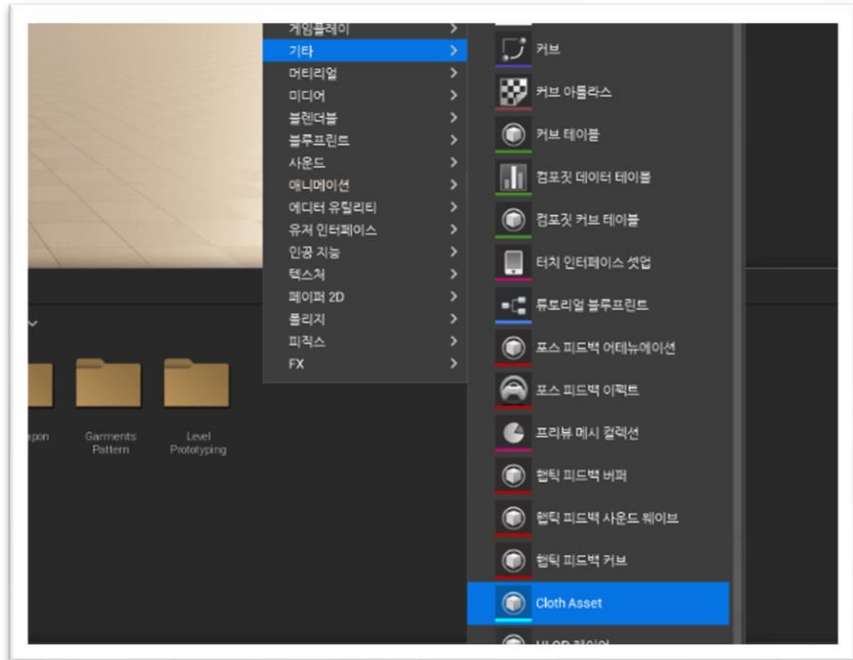 게임플레이
기타
머티리얼
미디어
블렌더블
블루프린트
사운드
애니메이션
에디터 유틸리티
유저 인터페이스
인공 지능
텍스처
페이퍼 2D
폴리지
피직스
FX
커브
커브 아틀라스
커브 테이블
컴포짓 데이터 테이블
컴포짓 커브 테이블
터치 인터페이스 셋업
튜토리얼 블루프린트
포스 피드백 어테뉴에이션
포스 피드백 이펙트
프리뷰 메시 컬렉션
햅틱 피드백 버퍼
햅틱 피드백 사운드 웨이브
햅틱 피드백 커브
Cloth Asset
Garments
Pattern
Level
Prototyping